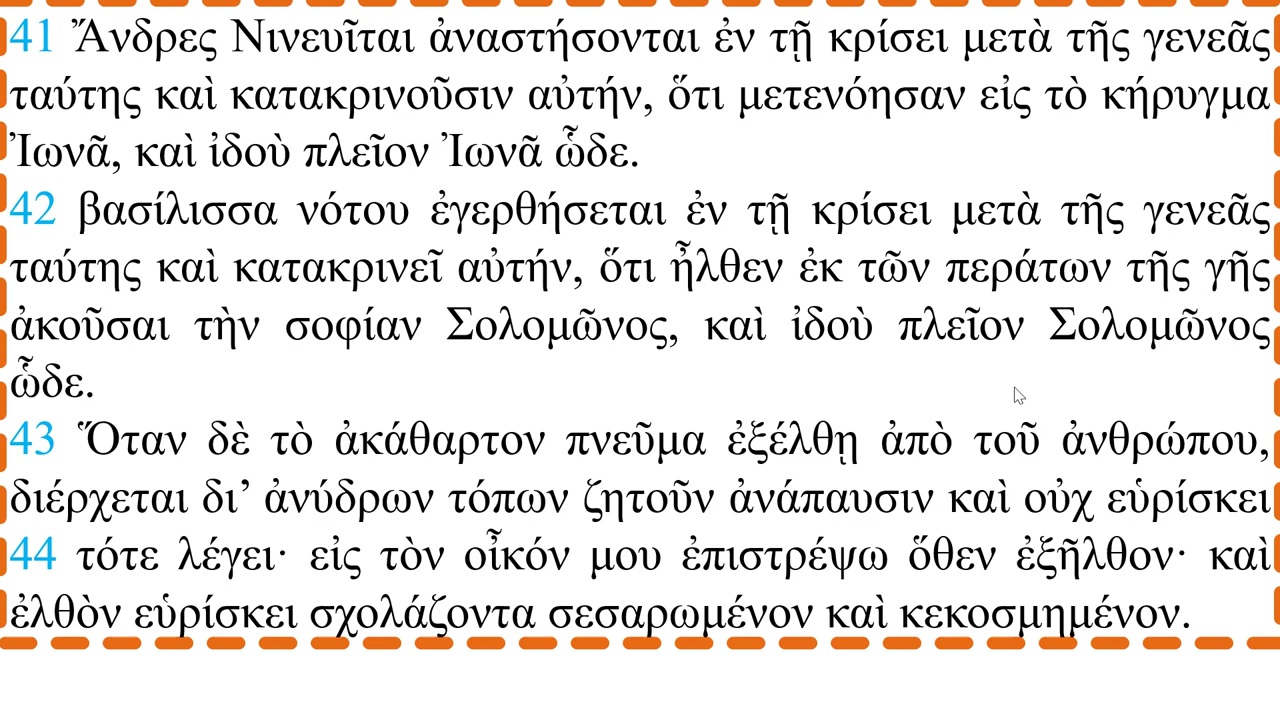 41 Ἄνδρες Νινευῖται ἀναστήσονται ἐν τῇ κρίσει μετὰ τῆς γενεᾶς
ταύτης καὶ κατακρινοῦσιν αὐτήν, ὅτι μετενόησαν εἰς τὸ κήρυγμα
Ἰωνᾶ, καὶ ἰδοὺ πλεῖον Ἰωνᾶ ὧδε.
42 βασίλισσα νότου ἐγερθήσεται ἐν τῇ κρίσει μετὰ τῆς γενεᾶς
ταύτης καὶ κατακρινεῖ αὐτήν, ὅτι ἦλθεν ἐκ τῶν περάτων τῆς γῆς
ἀκοῦσαι τὴν σοφίαν Σολομῶνος, καὶ ἰδοὺ πλεῖον Σολομῶνος
ὧδε.
43 Ὅταν δὲ τὸ ἀκάθαρτον πνεῦμα ἐξέλθῃ ἀπὸ τοῦ ἀνθρώπου,
διέρχεται δι’ ἀνύδρων τόπων ζητοῦν ἀνάπαυσιν καὶ οὐχ εὑρίσκει
44 τότε λέγει· εἰς τὸν οἶκόν μου ἐπιστρέψω ὅθεν ἐξῆλθον· καὶ
ἐλθὸν εὑρίσκει σχολάζοντα σεσαρωμένον καὶ κεκοσμημένον.